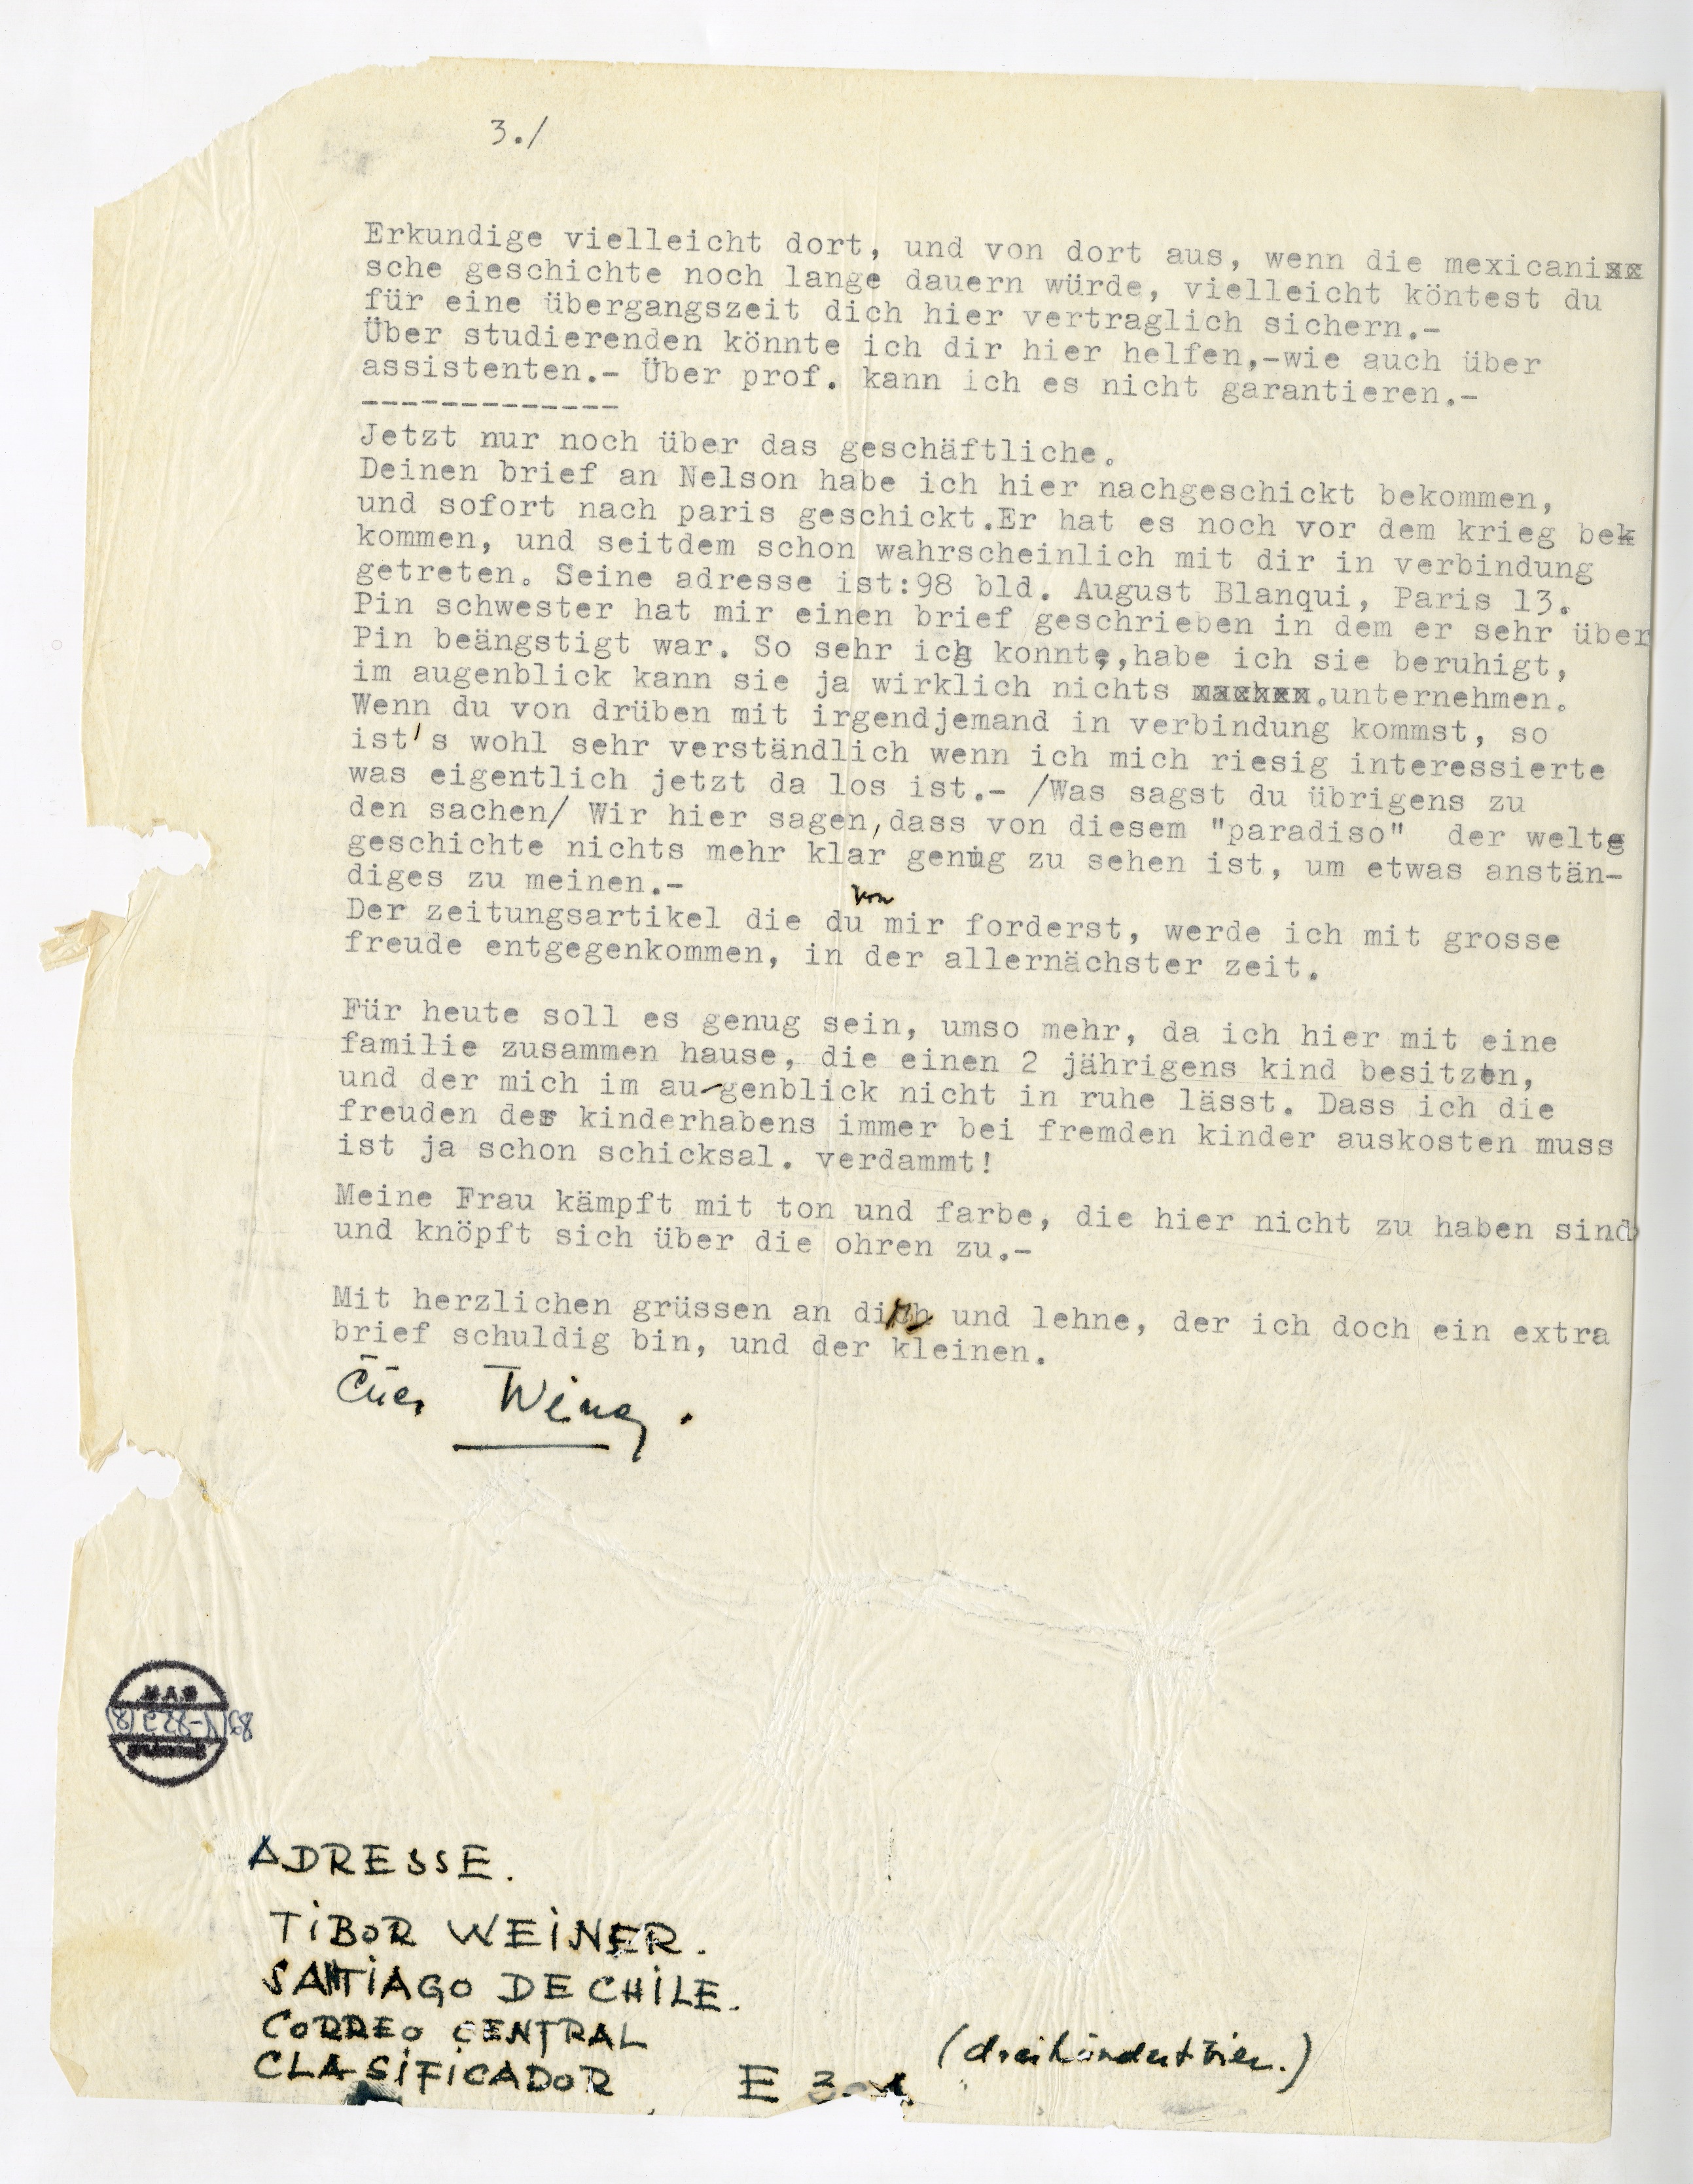 3./
Erkundige vielleicht dort, und von dort aus, wenn die mexicani
sche geschichte noch lange dauern würde, vielleicht köntest du
für eine übergangszeit dich hier vertraglich sichern.-
Über studierenden könnte ich dir hier helfen,-wie auch über
assistenten.- Über prof. kann ich es nicht garantieren.-
-------------
Jetzt nur noch über das geschäftliche.
Deinen brief an Nelson habe ich hier nachgeschickt bekommen,
und sofort nach paris geschickt.Er hat es noch vor dem krieg be
kommen, und seitdem schon wahrscheinlich mit dir in verbindung
getreten. Seine adresse ist:98 bld. August Blanqui, Paris 13.
Pin schwester hat mir einen brief geschrieben in dem er sehr über
Pin beängstigt war. So sehr ich konnte,habe ich sie beruhigt,
im augenblick kann sie ja wirklich nichts machen.unternehmen.
Wenn du von drüben mit irgendjemand in verbindung kommst, so
ist's wohl sehr verständlich wenn ich mich riesig interessierte
was eigentlich jetzt da los ist.- /Was sagst du übrigens zu
den sachen/ Wir hier sagen,dass von diesem "paradiso" der welt
geschichte nichts mehr klar genug zu sehen ist, um etwas anstän-
diges zu meinen.-
Der zeitungsartikel die du von mir forderst, werde ich mit grosse
freude entgegenkommen, in der allernächster zeit.
Für heute soll es genug sein, umso mehr, da ich hier mit eine
familie zusammen hause, die einen 2 jährigens kind besitzen,
und der mich im au-genblick nicht in ruhe lässt. Dass ich die
freuden des kinderhabens immer bei fremden kinder auskosten muss
ist ja schon schicksal. verdammt!
Meine Frau kämpft mit ton und farbe, die hier nicht zu haben sind
und knöpft sich über die ohren zu.-
Mit herzlichen grüssen an dich und lehne, der ich doch ein extra
brief schuldig bin, und der kleinen.
Euer
ADRESSE.
TIBOR WEINER.
SANTIAGO DE CHILE.
CORREO CENTRAL
CLASIFICADOR E 304
(dreihundertvier.)